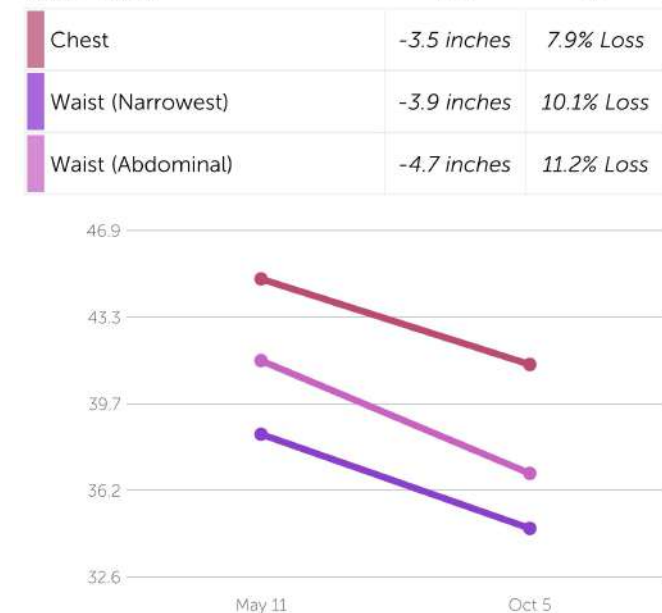 Chest -3.5 inches 7.9% Loss
Waist (Narrowest) -3.9 inches 10.1% Loss
Waist (Abdominal) -4.7 inches 11.2% Loss
46.9
43.3
39.7
36.2
32.6
May 11 Oct 5